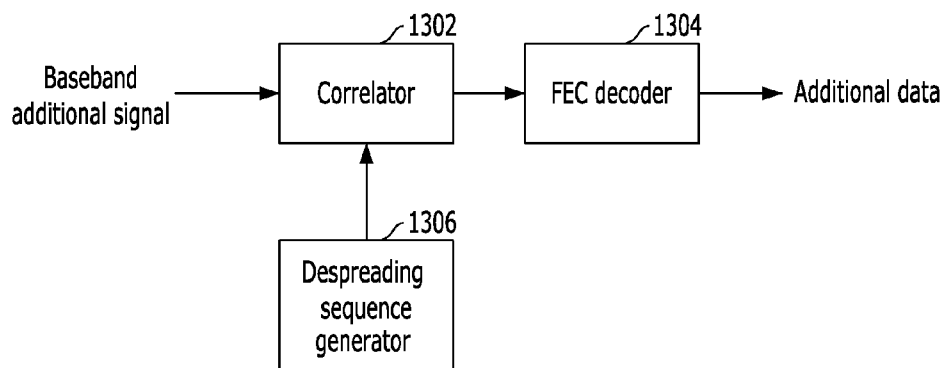 1302
1304
Baseband
additional signal
Correlator
FEC decoder
Additional data
1306
Despreading
sequence
generator